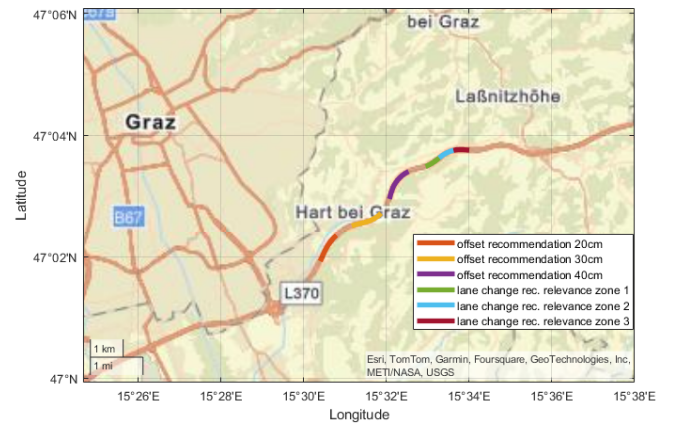 47°06'N
bei Graz
Laßnitzhöhe
47°04'
Graz
Latitude
B67
Hart bei Graz
47°02'
L370
offset recommendation 20cm
offset recommendation 30cm
offset recommendation 40cm
lane change rec. relevance zone 1
lane change rec. relevance zone 2
lane change rec. relevance zone 3
1 km
1 mi
Esri, TomTom, Garmin, Foursquare, GeoTechnologies, Inc,
METI/NASA, USGS
47°N
15°26'E
15°28'E
15°30'E
15°32'E
15°34'E
15°36'E
15°38'E
Longitude